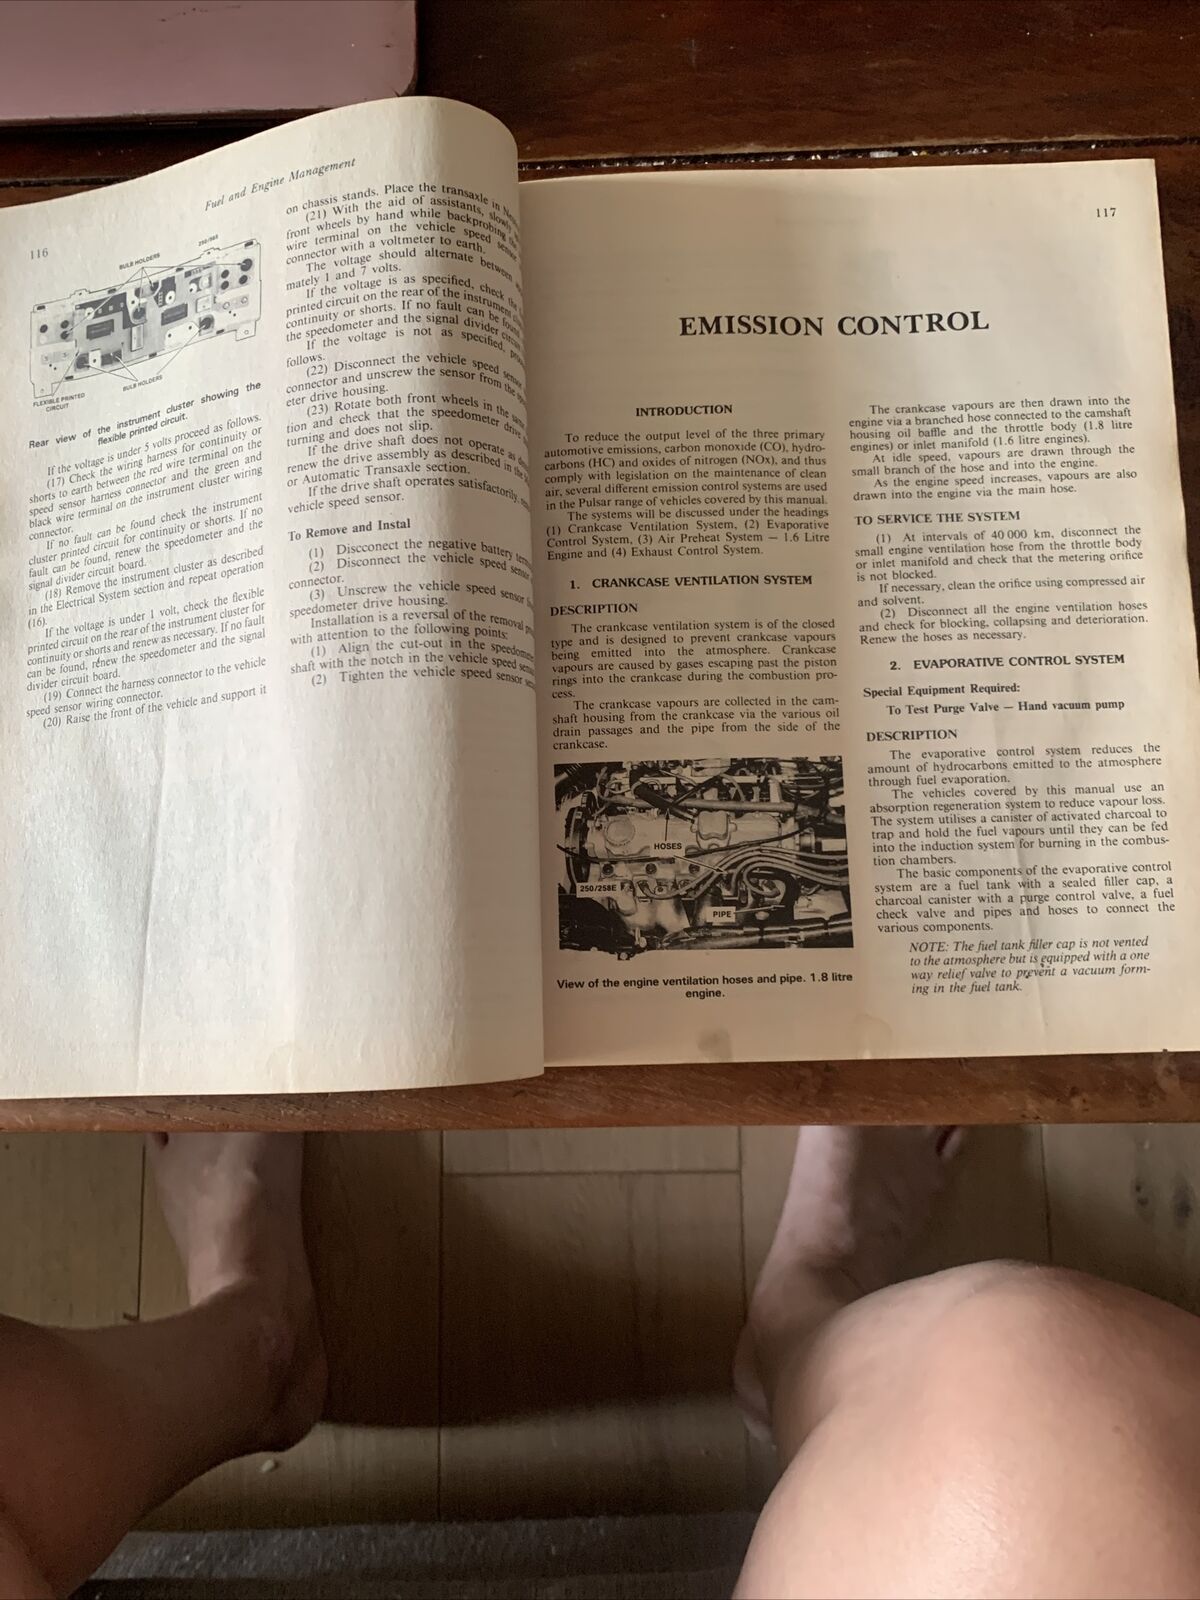 Fuel and Engine Management
116
250/565
BULB HOLDERS
BULB HOLDERS
FLEXIBLE PRINTED
CIRCUIT
Rear view of the instrument cluster showing the
flexible printed circuit.
If the voltage is under 5 volts proceed as follows.
(17) Check the wiring harness for continuity or
shorts to earth between the red wire terminal on the
speed sensor harness connector and the green and
black wire terminal on the instrument cluster wiring
connector.
If no fault can be found check the instrument
cluster printed circuit for continuity or shorts. If no
fault can be found, renew the speedometer and the
signal divider circuit board.
(18) Remove the instrument cluster as described
in the Electrical System section and repeat operation
(16).
If the voltage is under 1 volt, check the flexible
printed circuit on the rear of the instrument cluster for
continuity or shorts and renew as necessary. If no fault
can be found, renew the speedometer and the signal
divider circuit board.
(19) Connect the harness connector to the vehicle
speed sensor wiring connector.
(20) Raise the front of the vehicle and support it
on chassis stands. Place the transaxle in
(21) With the aid of assistants,
front wheels by hand while backprobing the
wire terminal on the vehicle speed sensor
connector with a voltmeter to earth.
The voltage should alternate between
mately 1 and 7 volts.
If the voltage is as specified, check the
printed circuit on the rear of the instrument
continuity or shorts. If no fault can be found
the speedometer and the signal divider
If the voltage is not as specified,
follows.
(22) Disconnect the vehicle speed sensor
connector and unscrew the sensor from the
eter drive housing.
(23) Rotate both front wheels in the
tion and check that the speedometer drive
turning and does not slip.
If the drive shaft does not operate as
renew the drive assembly as described in the
or Automatic Transaxle section.
If the drive shaft operates satisfactorily,
vehicle speed sensor.
To Remove and Instal
(1) Discconect the negative battery
(2) Disconnect the vehicle speed sensor
connector.
(3) Unscrew the vehicle speed sensor
speedometer drive housing.
Installation is a reversal of the removal
with attention to the following points:
(1) Align the cut-out in the
shaft with the notch in the vehicle speed
(2) Tighten the vehicle speed sensor
117
EMISSION CONTROL
INTRODUCTION
To reduce the output level of the three primary
automotive emissions, carbon monoxide (CO), hydro-
carbons (HC) and oxides of nitrogen (NOx), and thus
comply with legislation on the maintenance of clean
air, several different emission control systems are used
in the Pulsar range of vehicles covered by this manual.
The systems will be discussed under the headings
(1) Crankcase Ventilation System, (2) Evaporative
Control System, (3) Air Preheat System — 1.6 Litre
Engine and (4) Exhaust Control System.
1. CRANKCASE VENTILATION SYSTEM
DESCRIPTION
The crankcase ventilation system is of the closed
type and is designed to prevent crankcase vapours
being emitted into the atmosphere. Crankcase
vapours are caused by gases escaping past the piston
rings into the crankcase during the combustion pro-
cess.
The crankcase vapours are collected in the cam-
shaft housing from the crankcase via the various oil
drain passages and the pipe from the side of the
crankcase.
HOSES
250/258E
PIPE
View of the engine ventilation hoses and pipe. 1.8 litre
engine.
The crankcase vapours are then drawn into the
engine via a branched hose connected to the camshaft
housing oil baffle and the throttle body (1.8 litre
engines) or inlet manifold (1.6 litre engines).
At idle speed, vapours are drawn through the
small branch of the hose and into the engine.
As the engine speed increases, vapours are also
drawn into the engine via the main hose.
TO SERVICE THE SYSTEM
(1) At intervals of 40 000 km, disconnect the
small engine ventilation hose from the throttle body
or inlet manifold and check that the metering orifice
is not blocked.
If necessary, clean the orifice using compressed air
and solvent.
(2) Disconnect all the engine ventilation hoses
and check for blocking, collapsing and deterioration.
Renew the hoses as necessary.
2. EVAPORATIVE CONTROL SYSTEM
Special Equipment Required:
To Test Purge Valve — Hand vacuum pump
DESCRIPTION
The evaporative control system reduces the
amount of hydrocarbons emitted to the atmosphere
through fuel evaporation.
The vehicles covered by this manual use an
absorption regeneration system to reduce vapour loss.
The system utilises a canister of activated charcoal to
trap and hold the fuel vapours until they can be fed
into the induction system for burning in the combus-
tion chambers.
The basic components of the evaporative control
system are a fuel tank with a sealed filler cap, a
charcoal canister with a purge control valve, a fuel
check valve and pipes and hoses to connect the
various components.
NOTE: The fuel tank filler cap is not vented
to the atmosphere but is equipped with a one
way relief valve to prevent a vacuum form-
ing in the fuel tank.